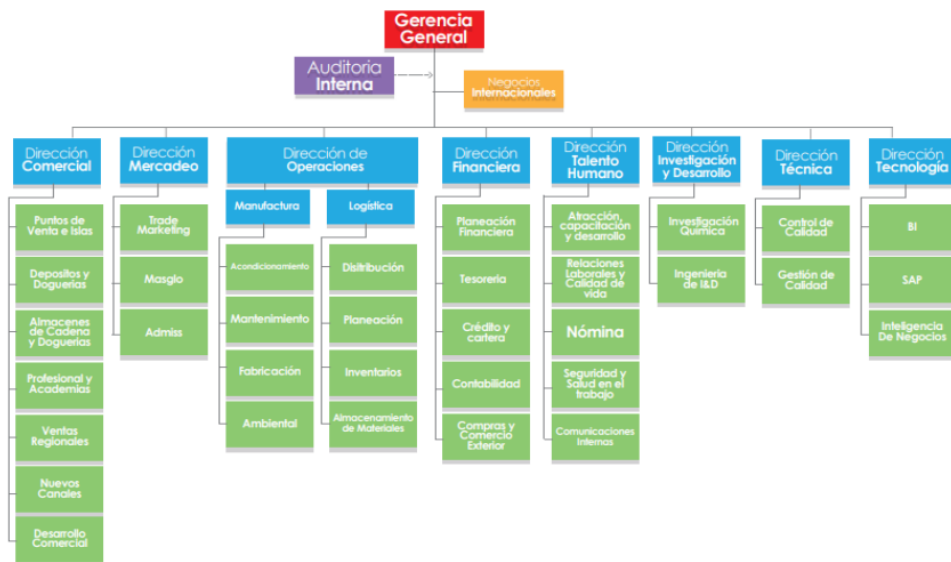 Gerencia
General
Auditoria
Interna
Negocios
Internacionales
Dirección
Comercial
Puntos de
Venta e Islas
Depositos y
Doguerias
Almacenes
de Cadena y
Doguerias
Profesional y
Academias
Ventas
Regionales
Nuevos
Canales
Desarrollo
Comercial
Dirección
Mercadeo
Trade
Marketing
Masglo
Admiss
Dirección de
Operaciones
Manufactura
Acondicionamiento
Mantenimiento
Fabricación
Ambiental
Logística
Disitribución
Planeación
Inventarios
Almacenamiento
de Materiales
Dirección
Financiera
Planeación
Financiera
Tesorería
Crédito y
cartera
Contabilidad
Compras y
Comercio
Exterior
Dirección
Talento
Humano
Atracción,
capacitación
y desarrollo
Relaciones
Laborales y
Calidad de
vida
Nómina
Seguridad y
Salud en el
trabajo
Comunicaciones
Internas
Dirección
Investigación
y Desarrollo
Investigación
Química
Ingeniería
de I&D
Dirección
Técnica
Control de
Calidad
Gestión de
Calidad
Dirección
Tecnología
BI
SAP
Inteligencia
De Negocios